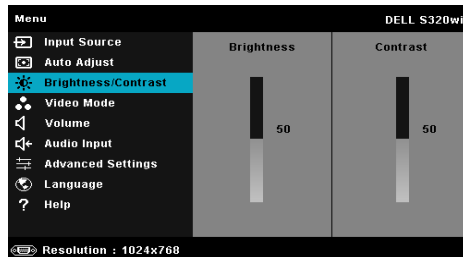 Menu DELL S320wi
Input Source
Auto Adjust
Brightness/Contrast
Video Mode
Volume
Audio Input
Advanced Settings
Language
Help
Brightness
50
Contrast
50
Resolution : 1024x768